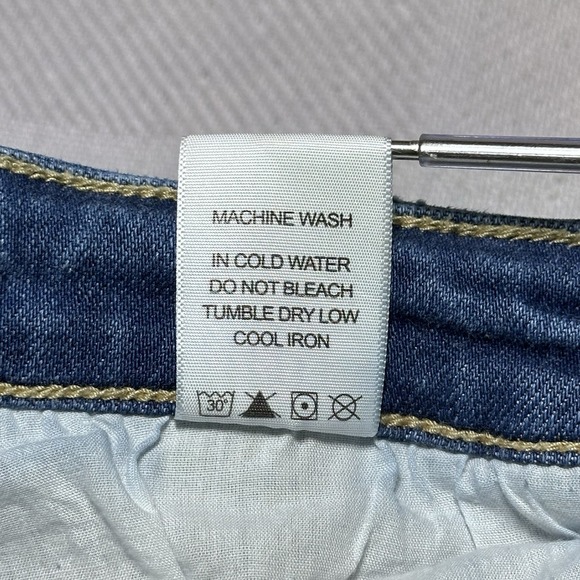 MACHINE WASH
IN COLD WATER
DO NOT BLEACH
TUMBLE DRY LOW
COOL IRON
30°